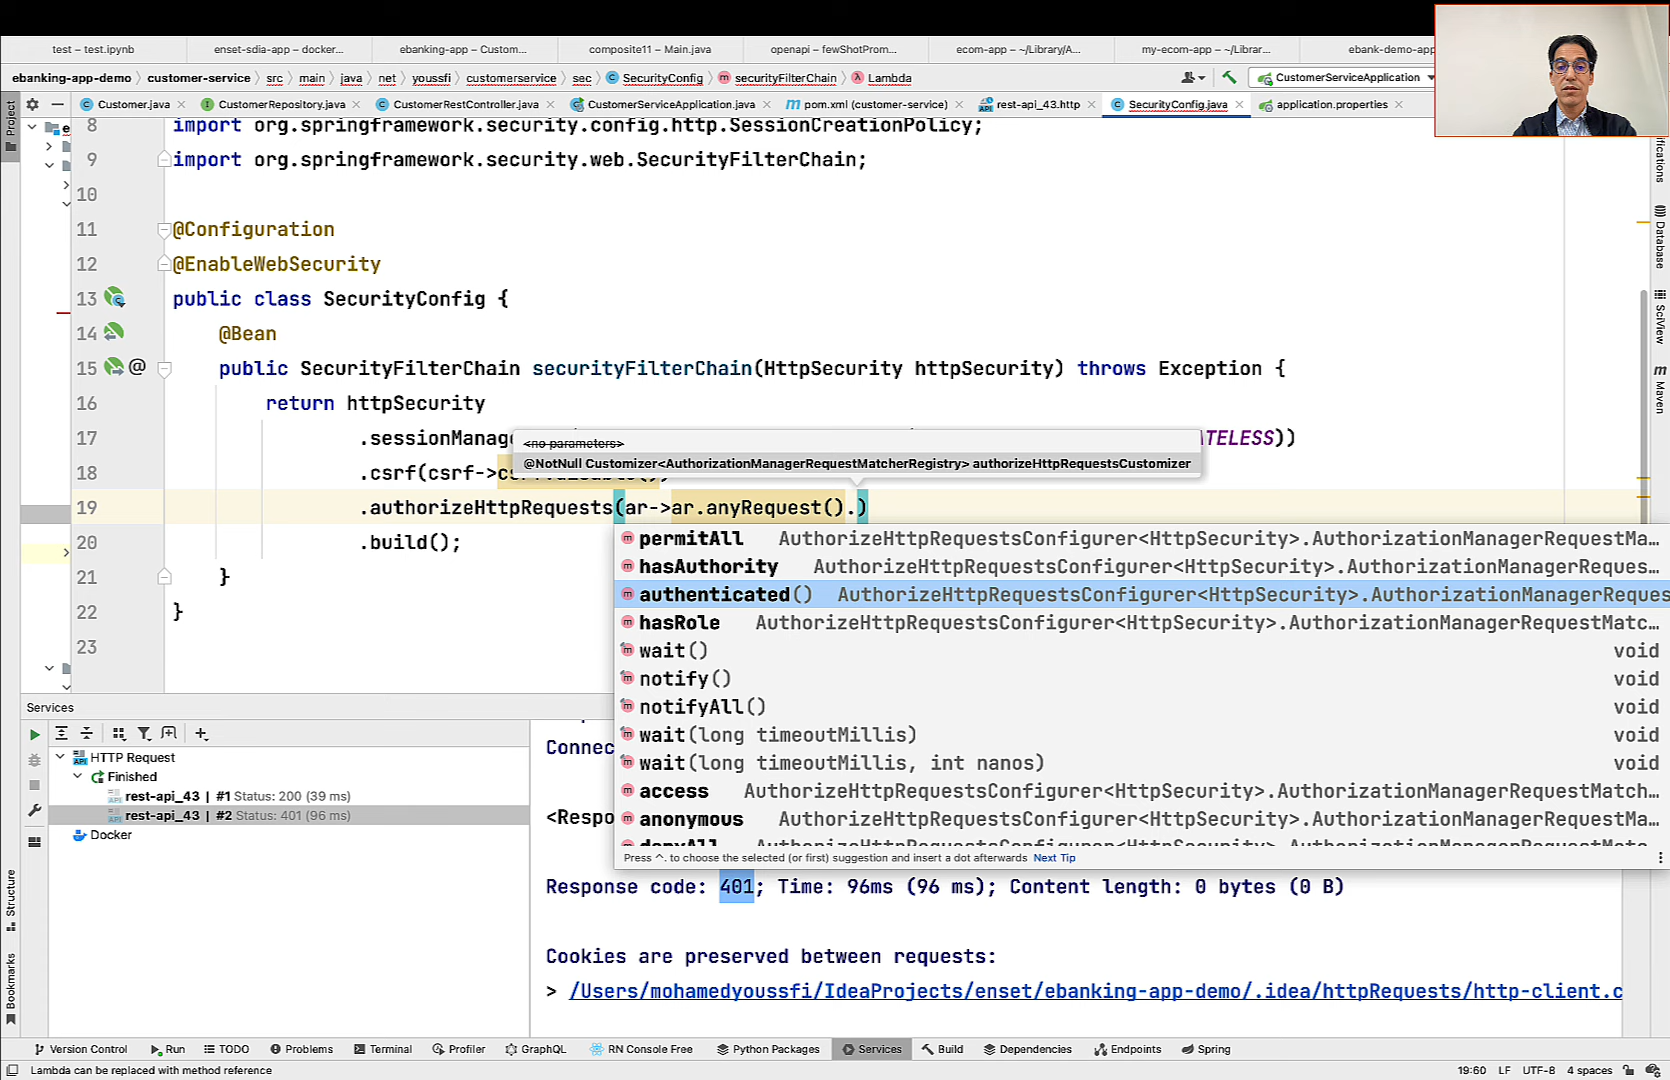 test – test.ipynb
enset-sdia-app – docker...
ebanking-app – Custom...
composite11 – Main.java
openapi – fewShotProm...
ecom-app – ~/Library/A...
my-ecom-app – ~/Librar...
ebank-demo-app
ebanking-app-demo customer-service src main java net youssfi customerservice sec SecurityConfig securityFilterChain Lambda
CustomerServiceApplication
Customer.java CustomerRepository.java CustomerRestController.java CustomerServiceApplication.java pom.xml (customer-service) rest-api_43.http SecurityConfig.java application.properties
8 import org.springframework.security.config.http.SessionCreationPolicy;
9 import org.springframework.security.web.SecurityFilterChain;
10
11 @Configuration
12 @EnableWebSecurity
13 public class SecurityConfig {
14 @Bean
15 @ public SecurityFilterChain securityFilterChain(HttpSecurity httpSecurity) throws Exception {
16 return httpSecurity
17 .sessionManag TELESS))
<no parameters>
@NotNull Customizer<AuthorizationManagerRequestMatcherRegistry> authorizeHttpRequestsCustomizer
18 .csrf(csrf->
19 .authorizeHttpRequests(ar->ar.anyRequest().)
20 .build();
21 }
22 }
23
permitAll AuthorizeHttpRequestsConfigurer<HttpSecurity>.AuthorizationManagerRequestMa...
hasAuthority AuthorizeHttpRequestsConfigurer<HttpSecurity>.AuthorizationManagerReques...
authenticated() AuthorizeHttpRequestsConfigurer<HttpSecurity>.AuthorizationManagerReques
hasRole AuthorizeHttpRequestsConfigurer<HttpSecurity>.AuthorizationManagerRequestMatc...
wait() void
notify() void
notifyAll() void
wait(long timeoutMillis) void
wait(long timeoutMillis, int nanos) void
access AuthorizeHttpRequestsConfigurer<HttpSecurity>.AuthorizationManagerRequestMatch...
anonymous AuthorizeHttpRequestsConfigurer<HttpSecurity>.AuthorizationManagerRequestMa...
Press ^. to choose the selected (or first) suggestion and insert a dot afterwards Next Tip
Project
Structure
Bookmarks
ifications
Database
SciView
Maven
Services
HTTP Request
Finished
rest-api_43 | #1 Status: 200 (39 ms)
rest-api_43 | #2 Status: 401 (96 ms)
Docker
Connec
<Respo
Response code: 401; Time: 96ms (96 ms); Content length: 0 bytes (0 B)
Cookies are preserved between requests:
> /Users/mohamedyoussfi/IdeaProjects/enset/ebanking-app-demo/.idea/httpRequests/http-client.c
Version Control Run TODO Problems Terminal Profiler GraphQL RN Console Free Python Packages Services Build Dependencies Endpoints Spring
Lambda can be replaced with method reference
19:60 LF UTF-8 4 spaces